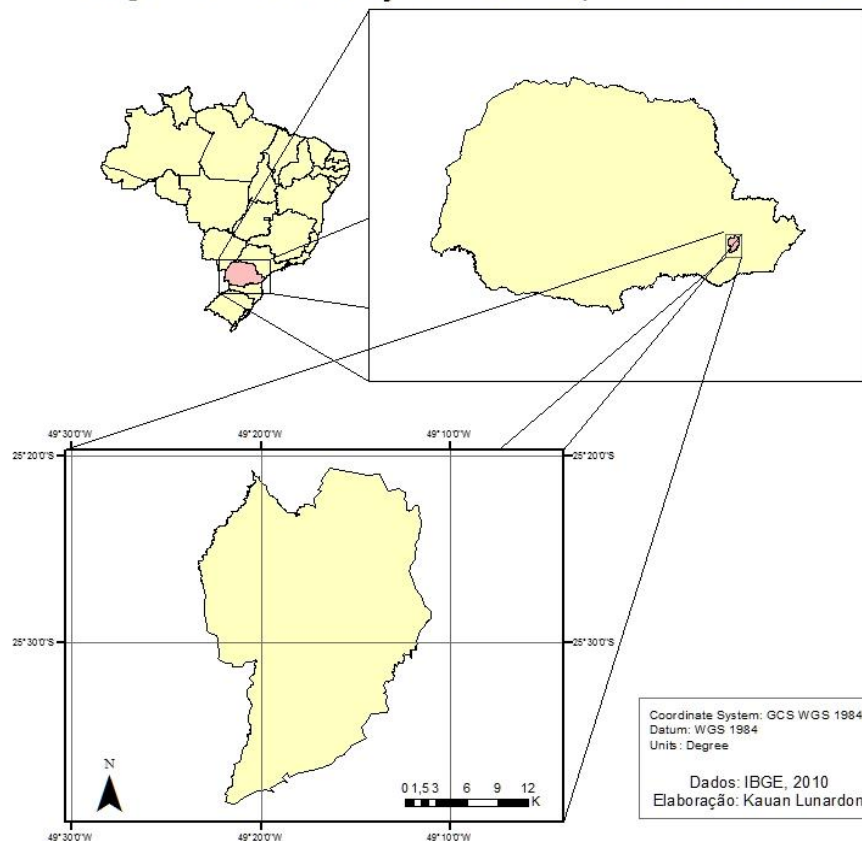 49°30'0"W
49°20'0"W
49°10'0"W
25°20'0"S
25°20'0"S
25°30'0"S
25°30'0"S
N
0 1,5 3 6 9 12
K
49°30'0"W
49°20'0"W
49°10'0"W
Coordinate System: GCS WGS 1984
Datum: WGS 1984
Units: Degree
Dados: IBGE, 2010
Elaboração: Kauan Lunardon